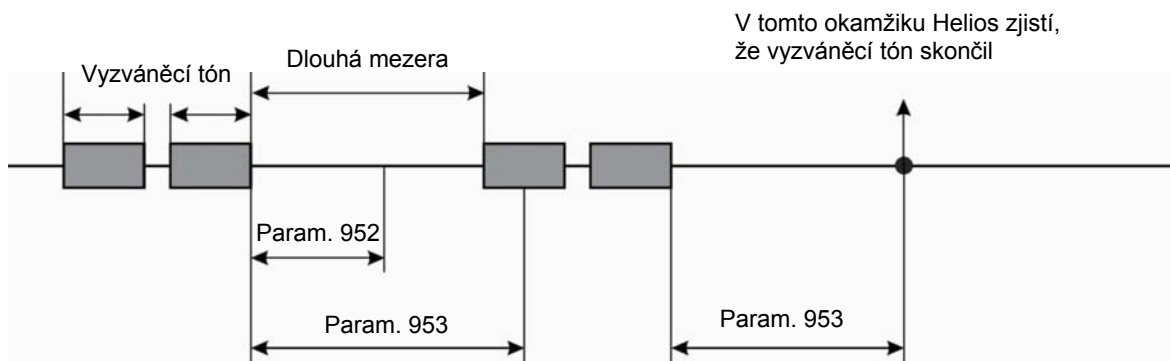 V tomto okamžiku Helios zjistí,
že vyzváněcí tón skončil
Dlouhá mezera
Vyzváněcí tón
Param. 952
Param. 953
Param. 953